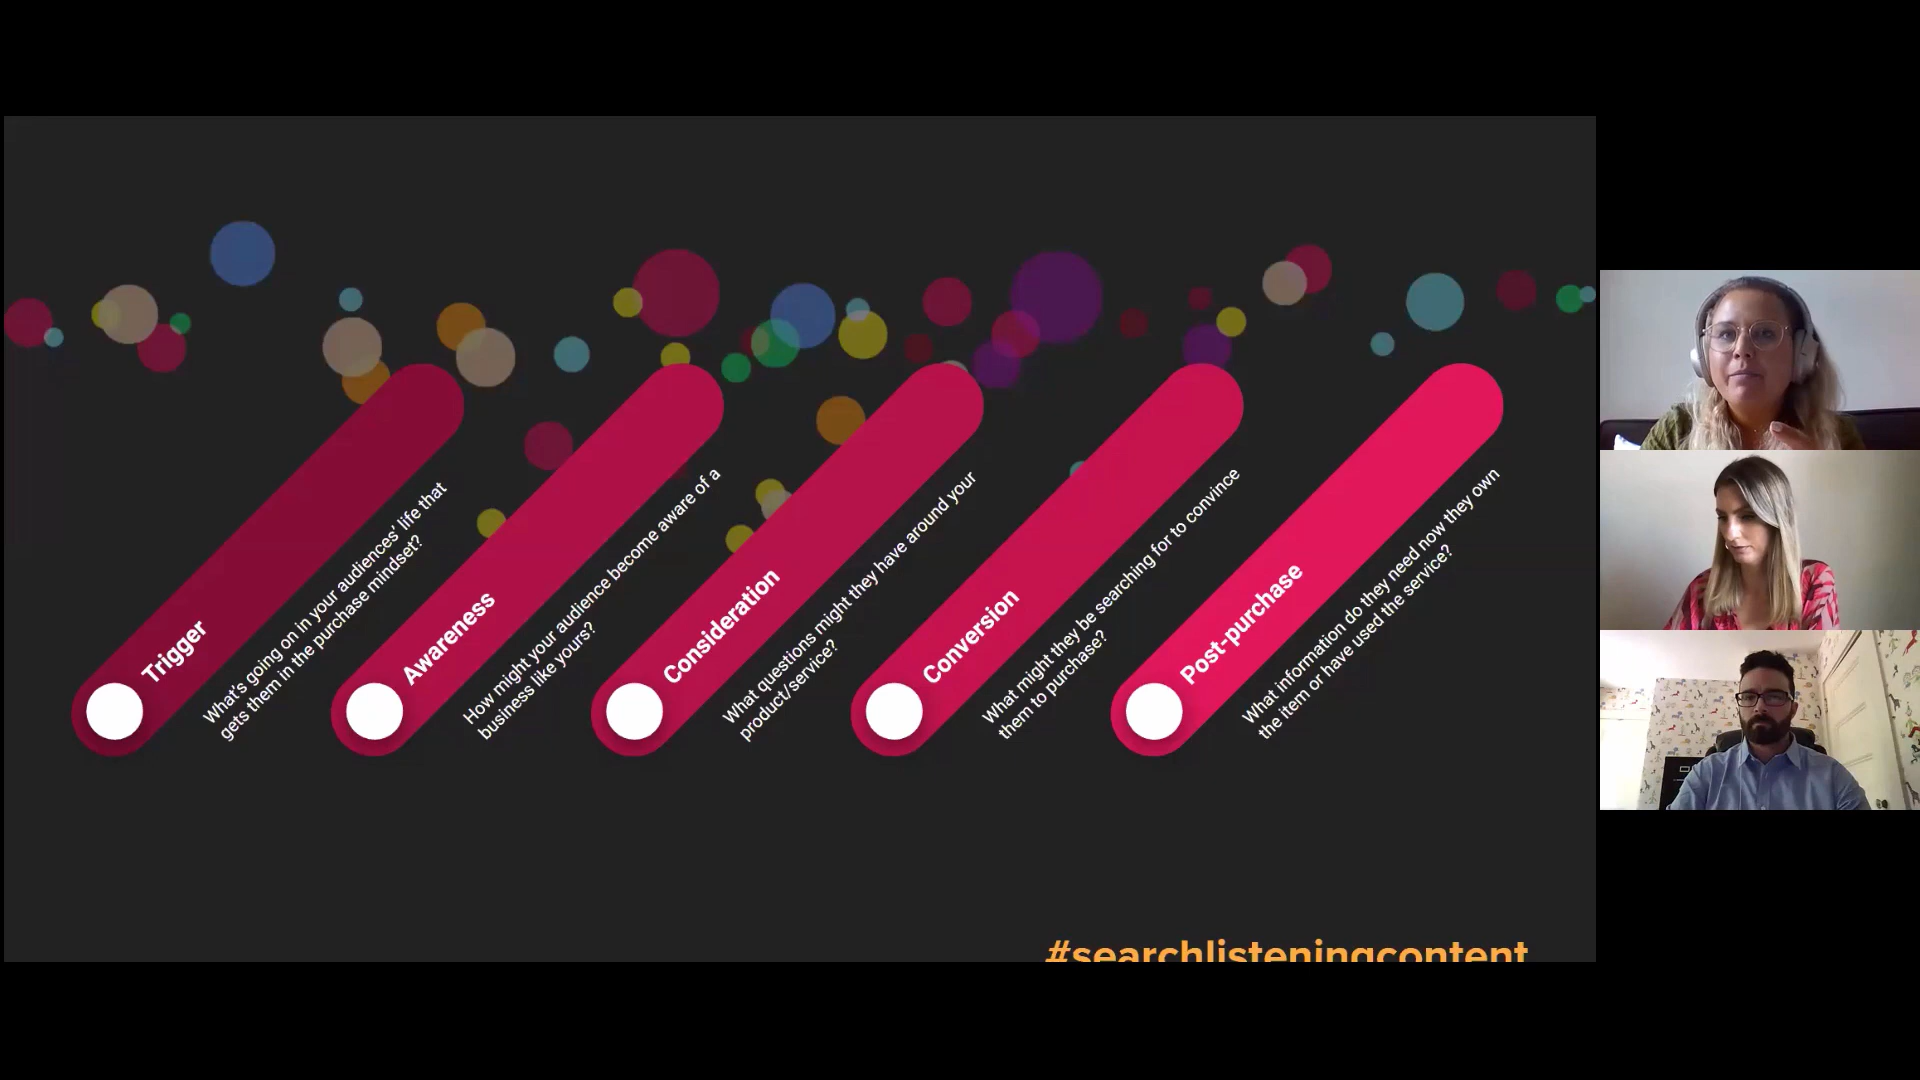 Trigger
What's going on in your audiences' life that
gets them in the purchase mindset?
Awareness
How might your audience become aware of a
business like yours?
Consideration
What questions might they have around your
product/service?
Conversion
What might they be searching for to convince
them to purchase?
Post-purchase
What information do they need now they own
the item or have used the service?
#searchlisteningcontent